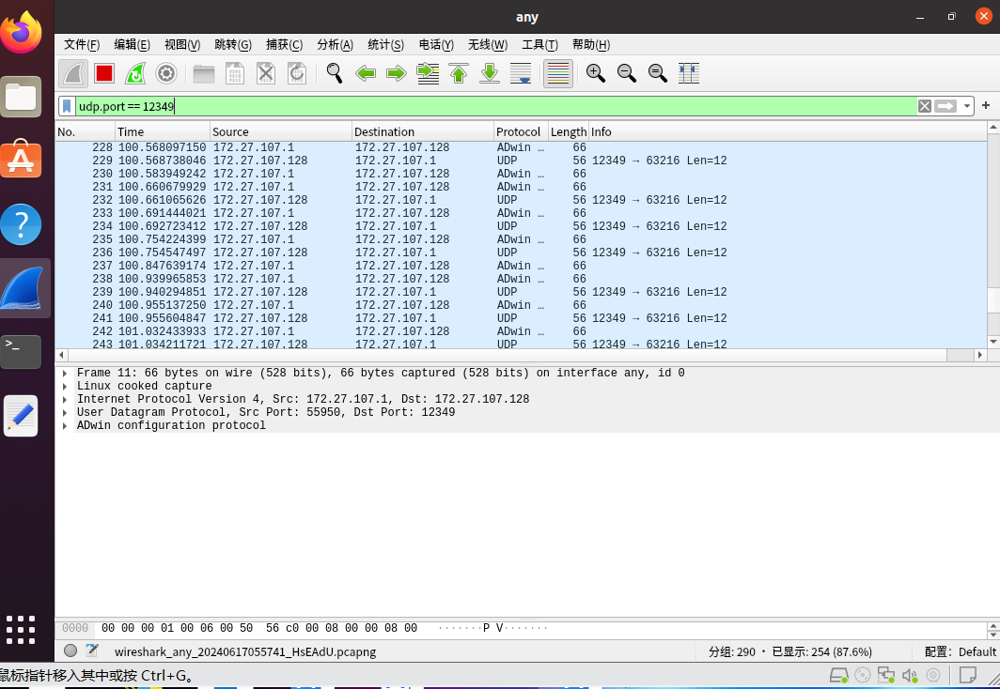 any
文件(F) 编辑(E) 视图(V) 跳转(G) 捕获(C) 分析(A) 统计(S) 电话(Y) 无线(W) 工具(T) 帮助(H)
udp.port == 12349
No. Time Source Destination Protocol Length Info
228 100.568097150 172.27.107.1 172.27.107.128 ADwin … 66
229 100.568738046 172.27.107.128 172.27.107.1 UDP 56 12349 → 63216 Len=12
230 100.583949242 172.27.107.1 172.27.107.128 ADwin … 66
231 100.660679929 172.27.107.1 172.27.107.128 ADwin … 66
232 100.661065626 172.27.107.128 172.27.107.1 UDP 56 12349 → 63216 Len=12
233 100.691444021 172.27.107.1 172.27.107.128 ADwin … 66
234 100.692723412 172.27.107.128 172.27.107.1 UDP 56 12349 → 63216 Len=12
235 100.754224399 172.27.107.1 172.27.107.128 ADwin … 66
236 100.754547497 172.27.107.128 172.27.107.1 UDP 56 12349 → 63216 Len=12
237 100.847639174 172.27.107.1 172.27.107.128 ADwin … 66
238 100.939965853 172.27.107.1 172.27.107.128 ADwin … 66
239 100.940294851 172.27.107.128 172.27.107.1 UDP 56 12349 → 63216 Len=12
240 100.955137250 172.27.107.1 172.27.107.128 ADwin … 66
241 100.955604847 172.27.107.128 172.27.107.1 UDP 56 12349 → 63216 Len=12
242 101.032433933 172.27.107.1 172.27.107.128 ADwin … 66
243 101.034211721 172.27.107.128 172.27.107.1 UDP 56 12349 → 63216 Len=12
Frame 11: 66 bytes on wire (528 bits), 66 bytes captured (528 bits) on interface any, id 0
Linux cooked capture
Internet Protocol Version 4, Src: 172.27.107.1, Dst: 172.27.107.128
User Datagram Protocol, Src Port: 55950, Dst Port: 12349
ADwin configuration protocol
0000 00 00 00 01 00 06 00 50 56 c0 00 08 00 00 08 00 ·······P V·······
wireshark_any_20240617055741_HsEAdU.pcapng 分组: 290 · 已显示: 254 (87.6%) 配置: Default
鼠标指针移入其中或按 Ctrl+G。